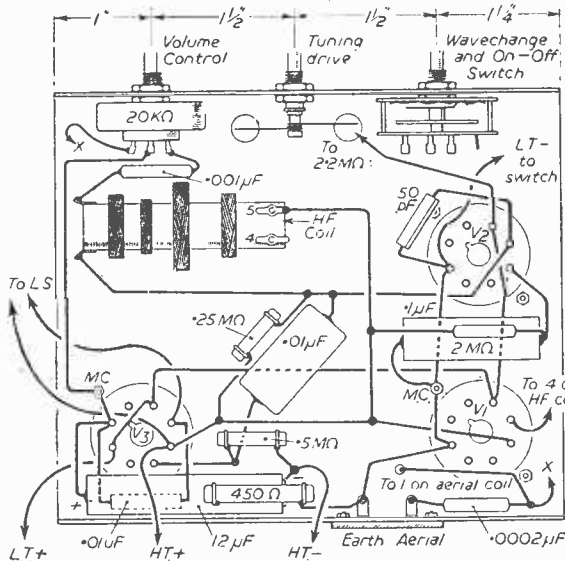 1" 1½" 1½" 1¼"
Volume
Control
Tuning
drive
Wavechange
and On-Off
Switch
20KΩ
X
To
2·2MΩ
LT- to
switch
·001µF
50
pF
5
4
HF
Coil
V2
To LS
·25MΩ
·01µF
·1µF
2 MΩ
MC
MC
To 4 o
HF co
V3
V1
·5MΩ
+
450Ω
To 1 on aerial coil
X
·01µF
12µF
Earth
Aerial
·0002µF
LT+
HT+
HT-